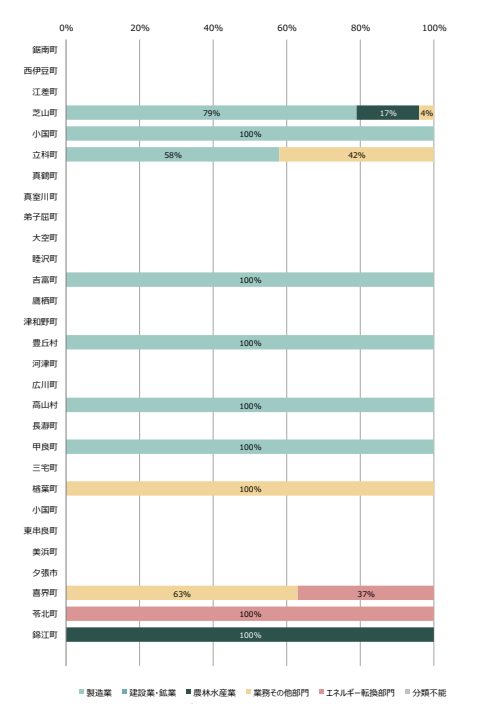 0% 20% 40% 60% 80% 100%
鋸南町
西伊豆町
江差町
芝山町 79% 17% 4%
小国町 100%
立科町 58% 42%
真鶴町
真室川町
弟子屈町
大空町
睦沢町
吉富町 100%
鷹栖町
津和野町
豊丘村 100%
河津町
広川町
高山村 100%
長瀞町
甲良町 100%
三宅町
楢葉町 100%
小国町
東串良町
美浜町
夕張市
喜界町 63% 37%
苓北町 100%
錦江町 100%
製造業 建設業・鉱業 農林水産業 業務その他部門 エネルギー転換部門 分類不能